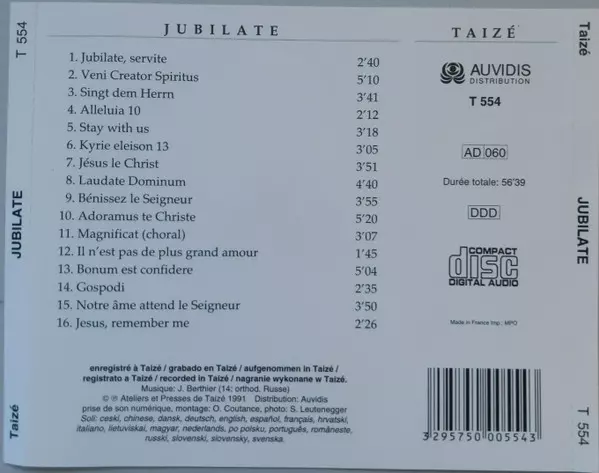 T 554
JUBILATE
Taizé
JUBILATE
1. Jubilate, servite 2'40
2. Veni Creator Spiritus 5'10
3. Singt dem Herrn 3'41
4. Alleluia 10 2'12
5. Stay with us 3'18
6. Kyrie eleison 13 3'05
7. Jésus le Christ 3'51
8. Laudate Dominum 4'40
9. Bénissez le Seigneur 3'55
10. Adoramus te Christe 5'20
11. Magnificat (choral) 3'07
12. Il n'est pas de plus grand amour 1'45
13. Bonum est confidere 5'04
14. Gospodi 2'35
15. Notre âme attend le Seigneur 3'50
16. Jesus, remember me 2'26
enregistré à Taizé / grabado en Taizé / aufgenommen in Taizé /
registrato a Taizé / recorded in Taizé / nagranie wykonane w Taizé.
Musique: J. Berthier (14: orthod. Russe)
© ℗ Ateliers et Presses de Taizé 1991 Distribution: Auvidis
prise de son numérique, montage: O. Coutance, photo: S. Leutenegger
Soli: ceski, chinese, dansk, deutsch, english, español, français, hrvatski,
italiano, lietuviskai, magyar, nederlands, po polsku, português, româneste,
russki, slovenski, slovensky, svenska.
TAIZÉ
AUVIDIS
DISTRIBUTION
T 554
AD 060
Durée totale: 56'39
DDD
COMPACT
disc
DIGITAL AUDIO
Made in France Imp.: MPO
3 295750 005543
Taizé
JUBILATE
T 554